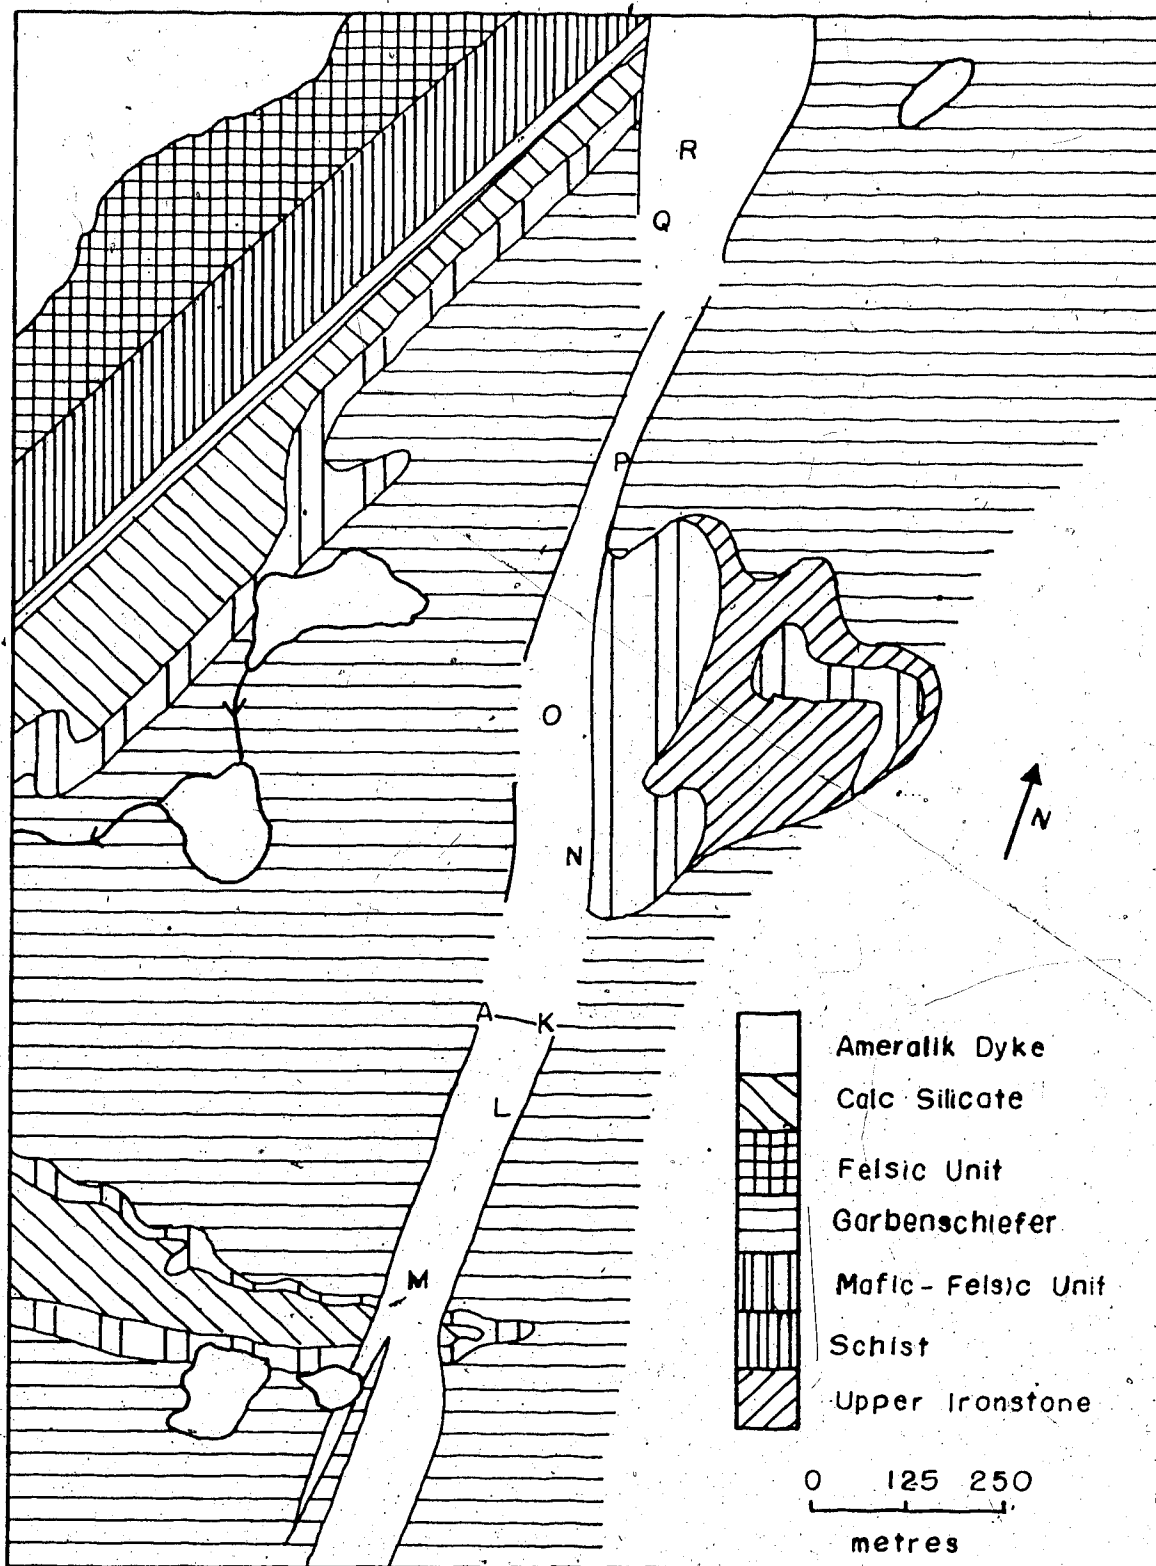 R
Q
P
O
N
N
A K
L
M
Ameralik Dyke
Calc Silicate
Felsic Unit
Garbenschiefer
Mafic-Felsic Unit
Schist
Upper Ironstone
0 125 250
metres